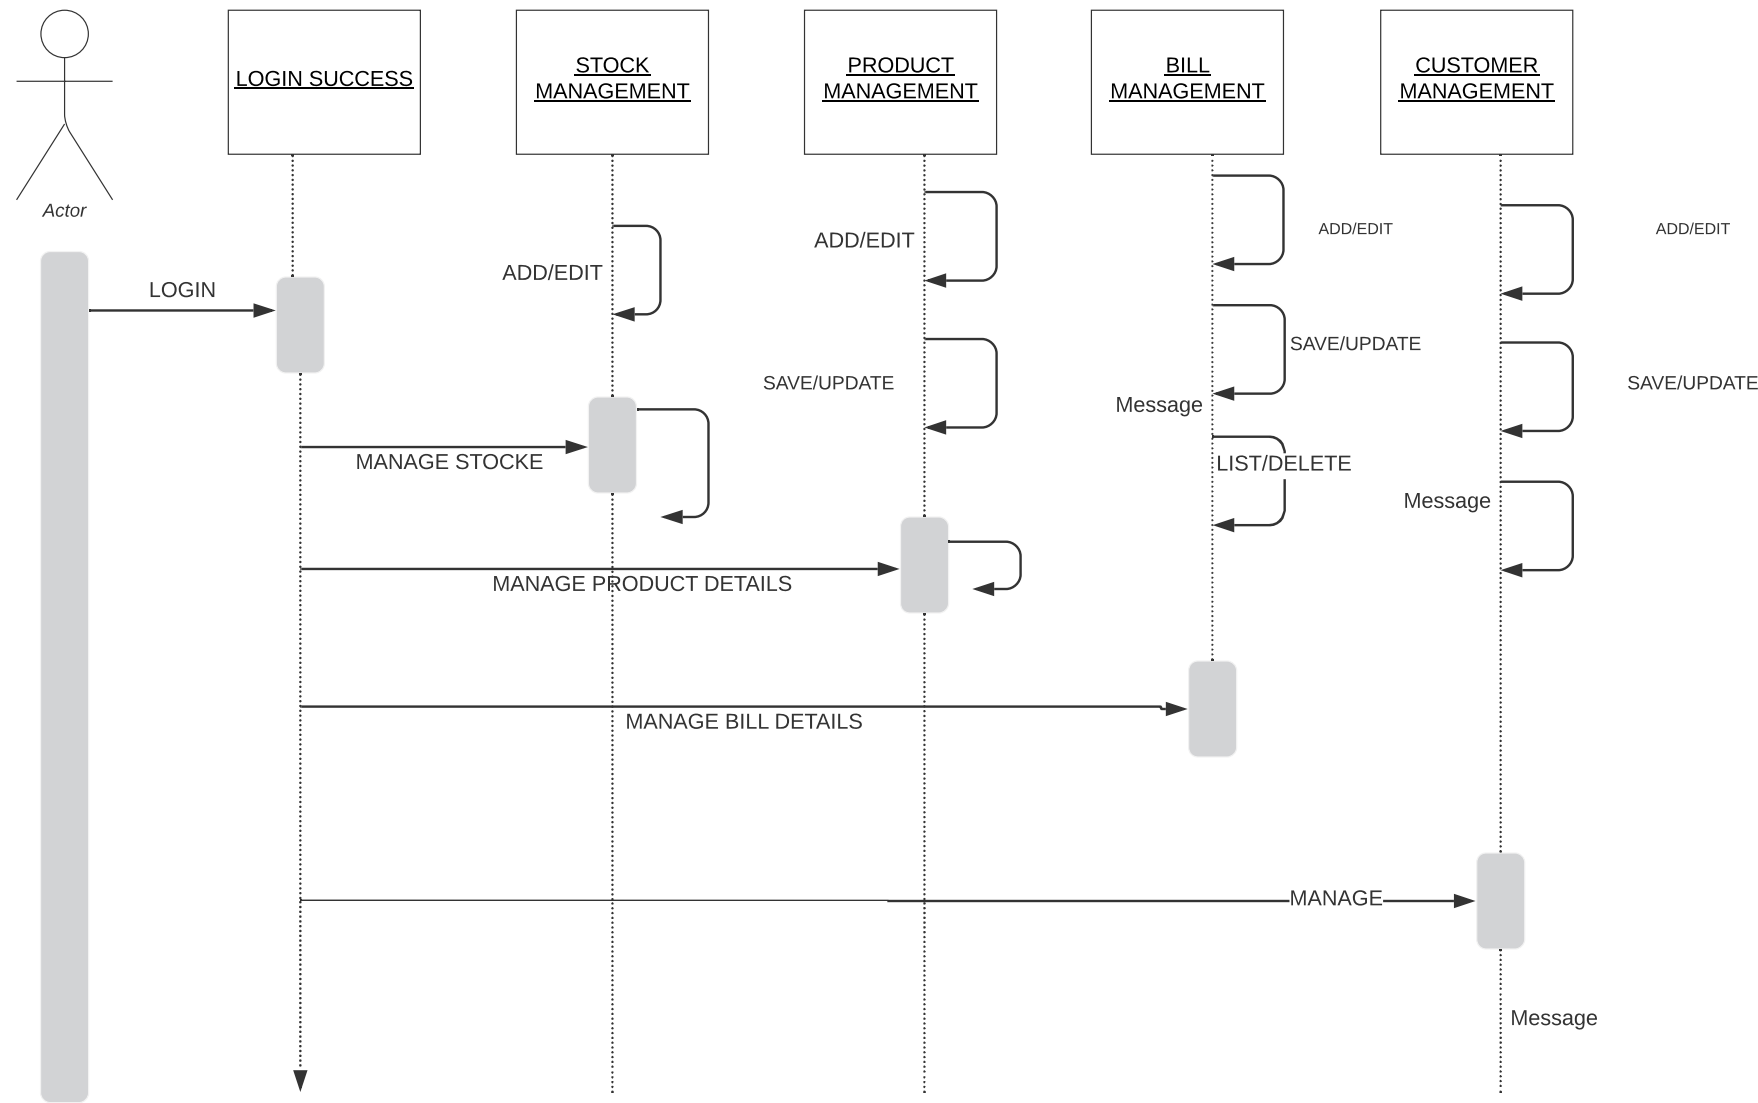 LOGIN SUCCESS
STOCK
MANAGEMENT
PRODUCT
MANAGEMENT
BILL
MANAGEMENT
CUSTOMER
MANAGEMENT
Actor
ADD/EDIT
ADD/EDIT
ADD/EDIT
ADD/EDIT
LOGIN
SAVE/UPDATE
SAVE/UPDATE
SAVE/UPDATE
Message
MANAGE STOCKE
LIST/DELETE
Message
MANAGE PRODUCT DETAILS
MANAGE BILL DETAILS
MANAGE
Message